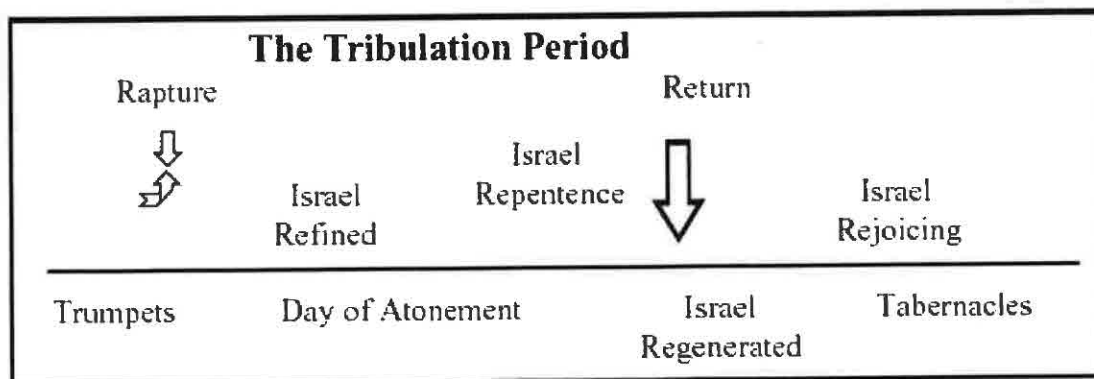 The Tribulation Period
Rapture
Return
Israel
Repentence
Israel
Refined
Israel
Rejoicing
Trumpets
Day of Atonement
Israel
Regenerated
Tabernacles